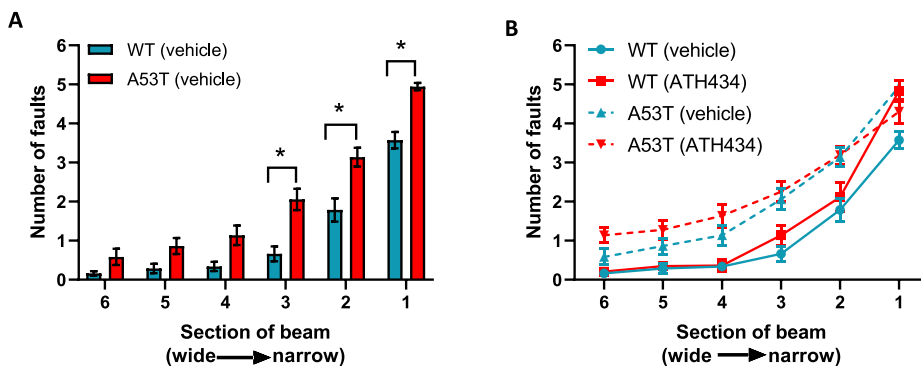 A
WT (vehicle)
A53T (vehicle)
*
*
*
Number of faults
6
5
4
3
2
1
0
6 5 4 3 2 1
Section of beam
(wide narrow)
B
WT (vehicle)
WT (ATH434)
A53T (vehicle)
A53T (ATH434)
Number of faults
6
5
4
3
2
1
0
6 5 4 3 2 1
Section of beam
(wide narrow)